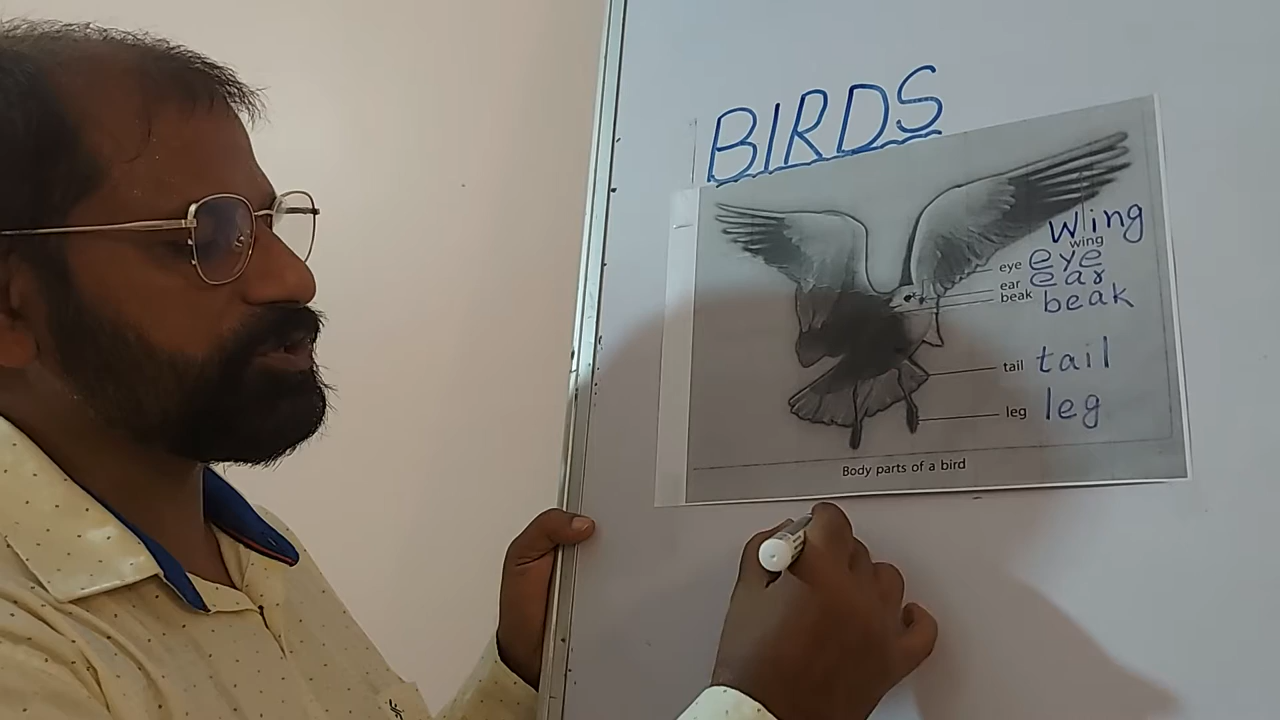 BIRDS
wing
wing
eye eye
ear ear
beak beak
tail tail
leg leg
Body parts of a bird